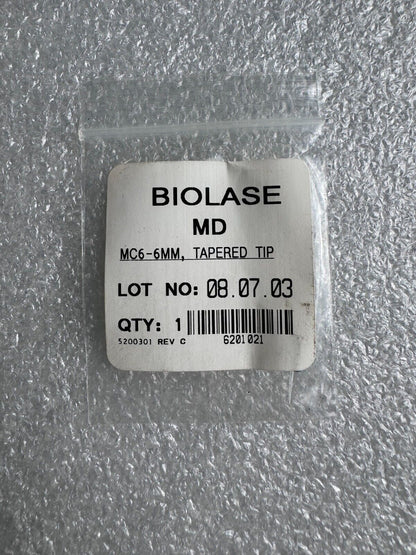 BIOLASE
MD
MC6-6MM, TAPERED TIP
LOT NO: 08.07.03
QTY: 1
5200301 REV C 6201021